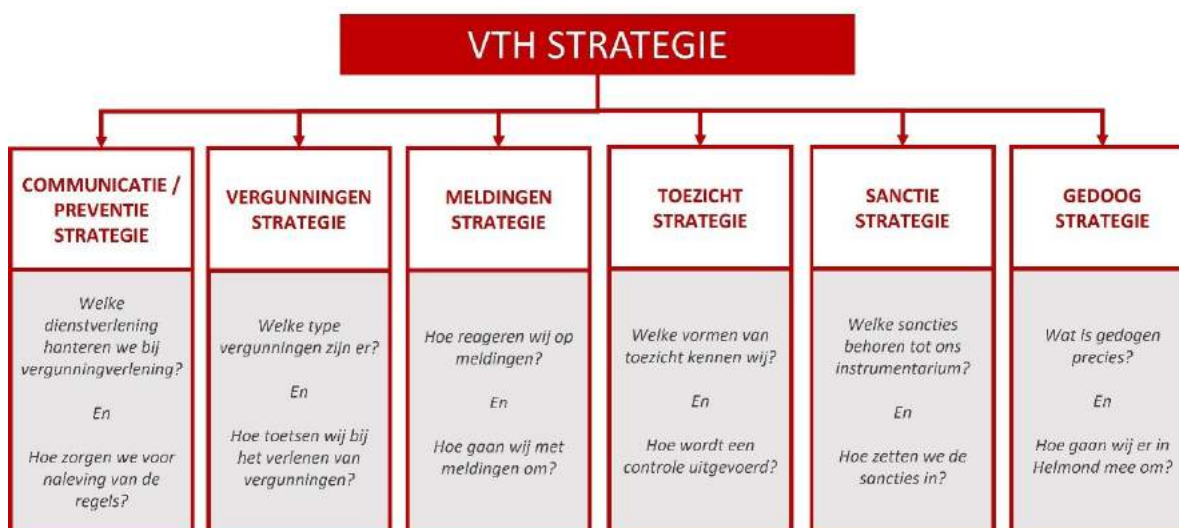 VTH STRATEGIE
COMMUNICATIE /
PREVENTIE
STRATEGIE
Welke
dienstverlening
hanteren we bij
vergunningverlening?
En
Hoe zorgen we voor
naleving van de
regels?
VERGUNNINGEN
STRATEGIE
Welke type
vergunningen zijn er?
En
Hoe toetsen wij bij
het verlenen van
vergunningen?
MELDINGEN
STRATEGIE
Hoe reageren wij op
meldingen?
En
Hoe gaan wij met
meldingen om?
TOEZICHT
STRATEGIE
Welke vormen van
toezicht kennen wij?
En
Hoe wordt een
controle uitgevoerd?
SANCTIE
STRATEGIE
Welke sancties
behoren tot ons
instrumentarium?
En
Hoe zetten we de
sancties in?
GEDOOG
STRATEGIE
Wat is gedogen
precies?
En
Hoe gaan wij er in
Helmond mee om?